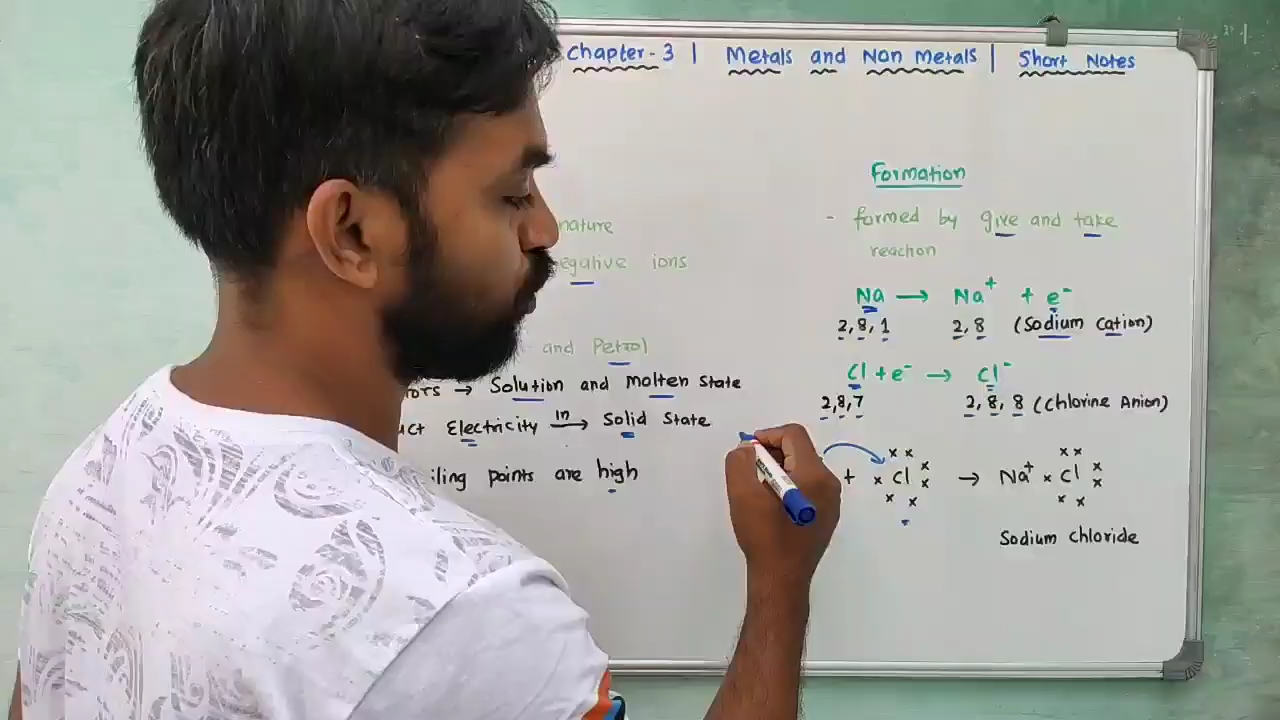 Chapter-3 | Metals and Non Metals | Short Notes
nature
egative ions
and Petrol
ors → Solution and Molten State
uct Electricity in → Solid State
iling points are high
Formation
- formed by give and take
reaction
Na → Na+ + e-
2,8,1 2,8 (Sodium Cation)
Cl + e- → Cl-
2,8,7 2,8,8 (Chlorine Anion)
+ × Cl × × × × × × → Na+ × Cl × × × × × ×
Sodium chloride